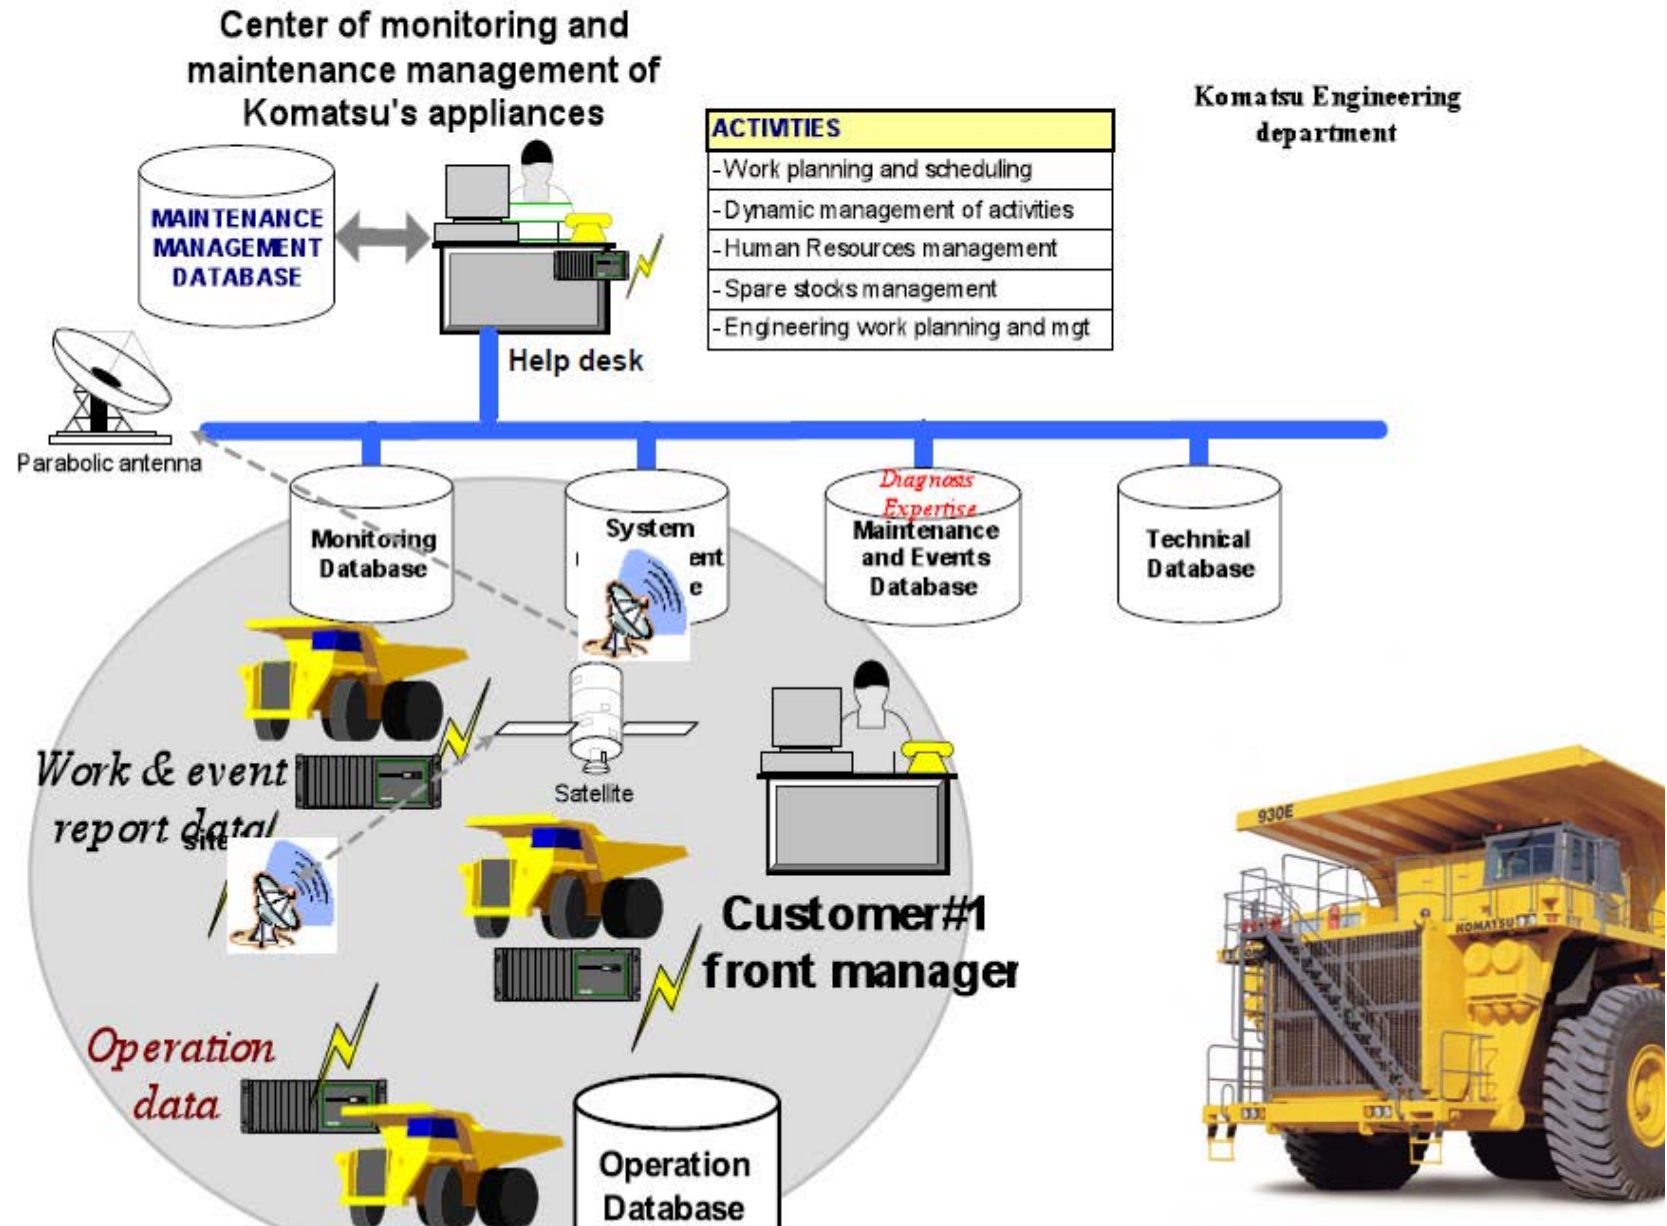 Center of monitoring and
maintenance management of
Komatsu's appliances
Komatsu Engineering
department
ACTIVITIES
-Work planning and scheduling
-Dynamic management of activities
-Human Resources management
-Spare stocks management
-Engineering work planning and mgt
MAINTENANCE
MANAGEMENT
DATABASE
Help desk
Parabolic antenna
Monitoring
Database
System
ent
e
Diagnosis
Expertise
Maintenance
and Events
Database
Technical
Database
Work & event
report data/
site
Satellite
Customer#1
front manager
Operation
data
Operation
Database
930E
KOMATSU